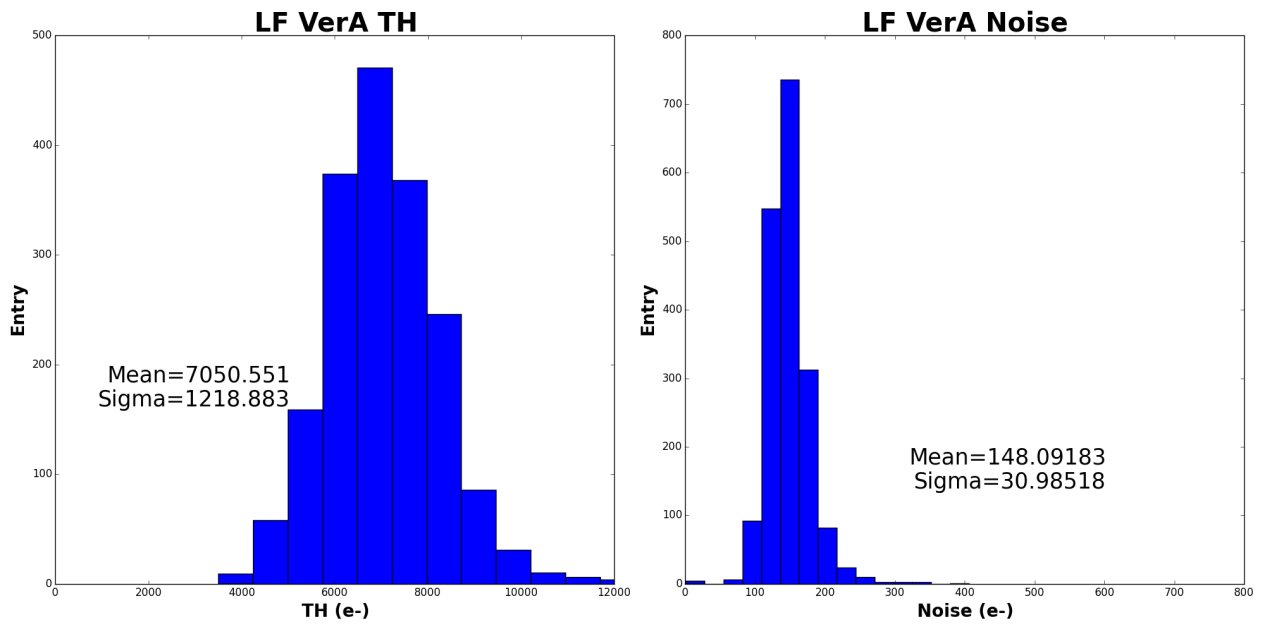 LF VerA TH
500
400
300
200
100
0
Entry
Mean=7050.551
Sigma=1218.883
0 2000 4000 6000 8000 10000 12000
TH (e-)
LF VerA Noise
800
700
600
500
400
300
200
100
0
Entry
Mean=148.09183
Sigma=30.98518
0 100 200 300 400 500 600 700 800
Noise (e-)